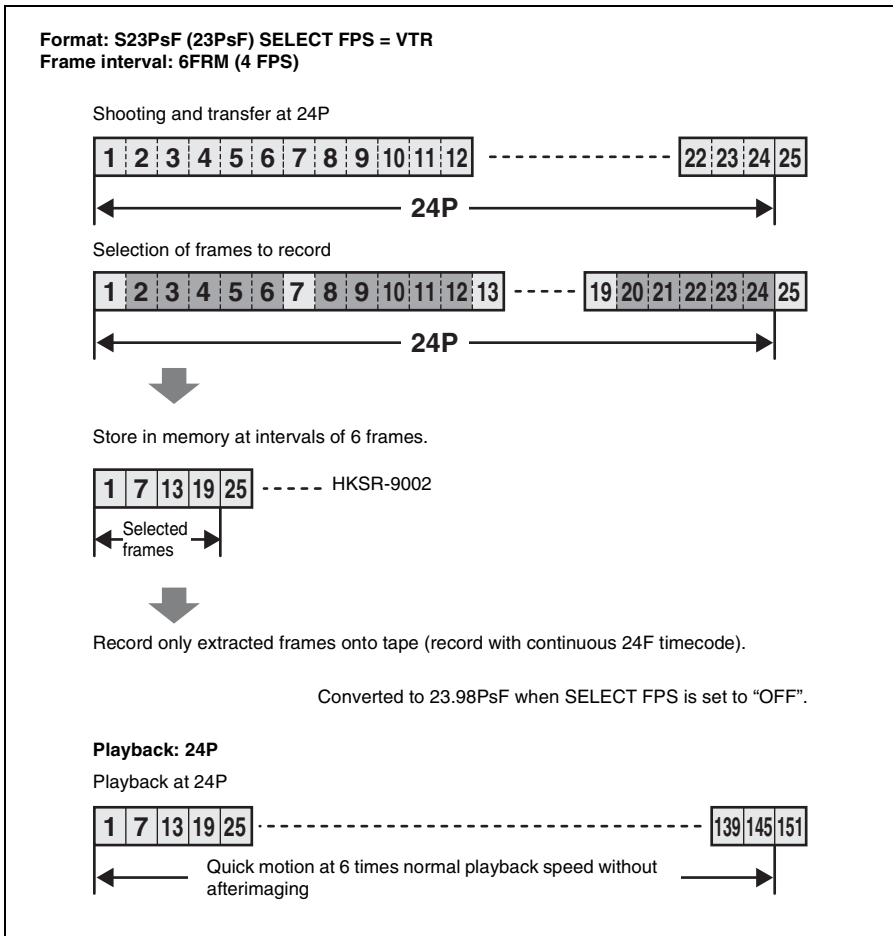 Format: S23PsF (23PsF) SELECT FPS = VTR
Frame interval: 6FRM (4 FPS)
Shooting and transfer at 24P
1 2 3 4 5 6 7 8 9 10 11 12 22 23 24 25
24P
Selection of frames to record
1 2 3 4 5 6 7 8 9 10 11 12 13 19 20 21 22 23 24 25
24P
Store in memory at intervals of 6 frames.
1 7 13 19 25 HKSR-9002
Selected
frames
Record only extracted frames onto tape (record with continuous 24F timecode).
Converted to 23.98PsF when SELECT FPS is set to “OFF”.
Playback: 24P
Playback at 24P
1 7 13 19 25 139 145 151
Quick motion at 6 times normal playback speed without
afterimaging